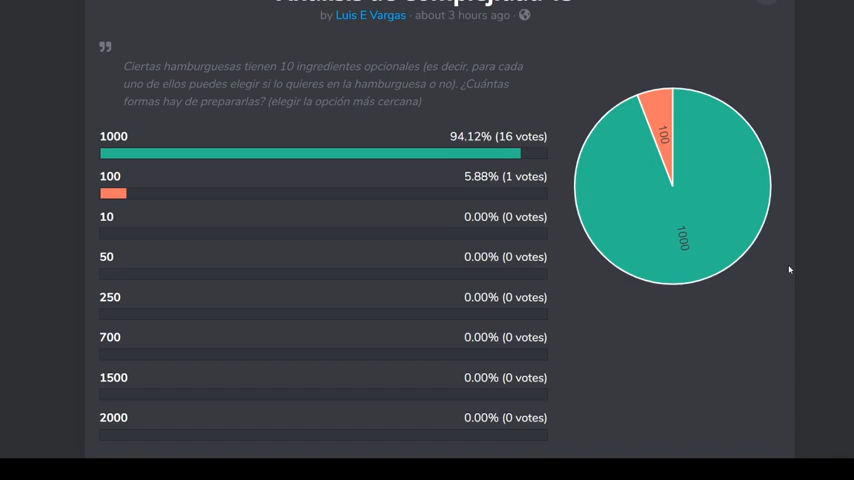 by Luis E Vargas · about 3 hours ago ·
Ciertas hamburguesas tienen 10 ingredientes opcionales (es decir, para cada
uno de ellos puedes elegir si lo quieres en la hamburguesa o no). ¿Cuántas
formas hay de prepararlas? (elegir la opción más cercana)
1000 94.12% (16 votes)
100 5.88% (1 votes)
10 0.00% (0 votes)
50 0.00% (0 votes)
250 0.00% (0 votes)
700 0.00% (0 votes)
1500 0.00% (0 votes)
2000 0.00% (0 votes)
100
1000